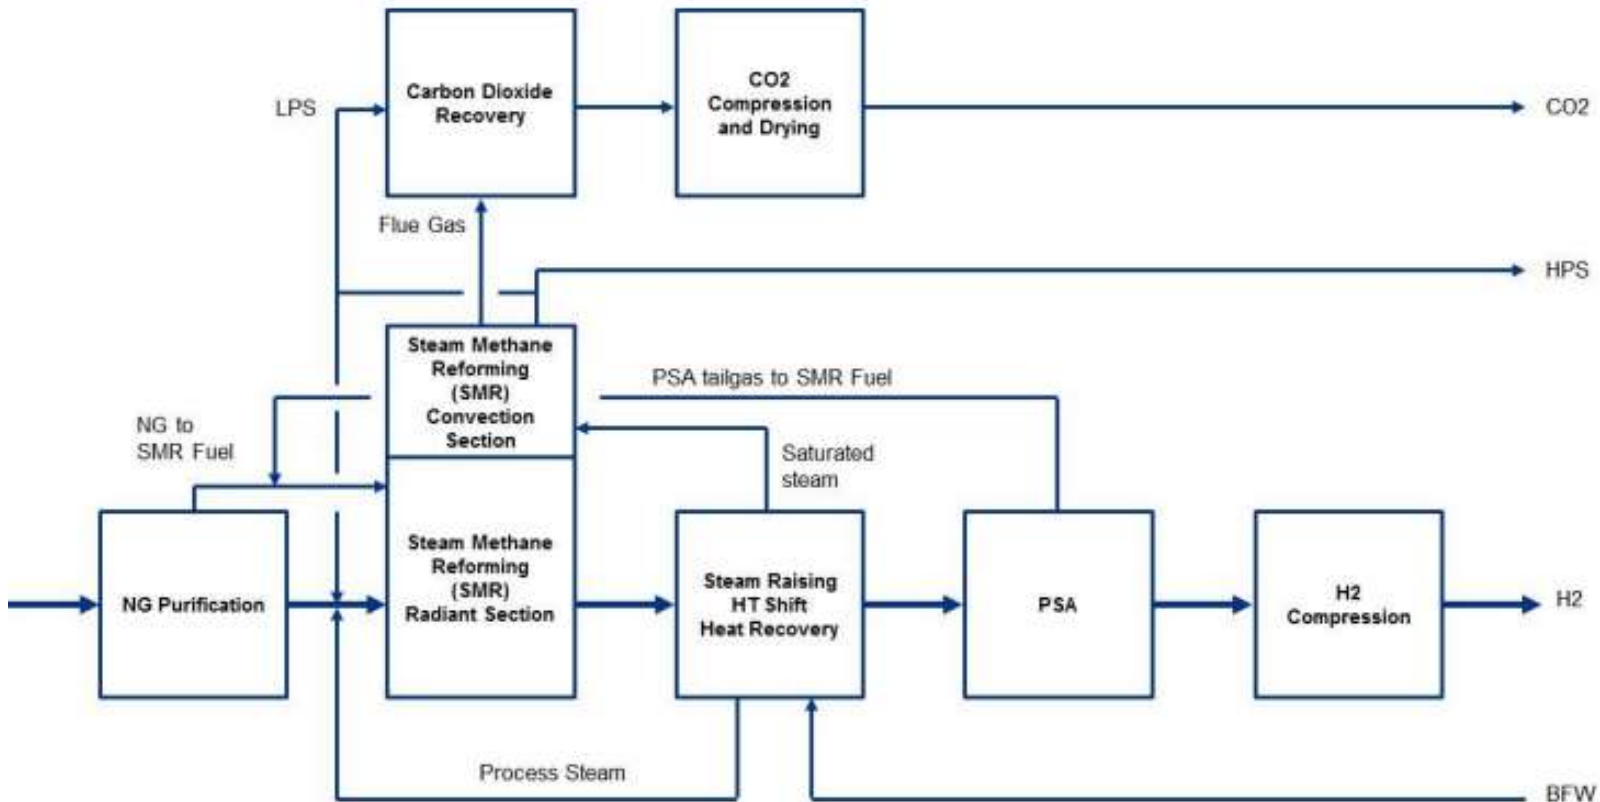 LPS
Carbon Dioxide
Recovery
CO2
Compression
and Drying
CO2
Flue Gas
HPS
Steam Methane
Reforming
(SMR)
Convection
Section
PSA tailgas to SMR Fuel
NG to
SMR Fuel
Saturated
steam
NG Purification
Steam Methane
Reforming
(SMR)
Radiant Section
Steam Raising
HT Shift
Heat Recovery
PSA
H2
Compression
H2
Process Steam
BFW